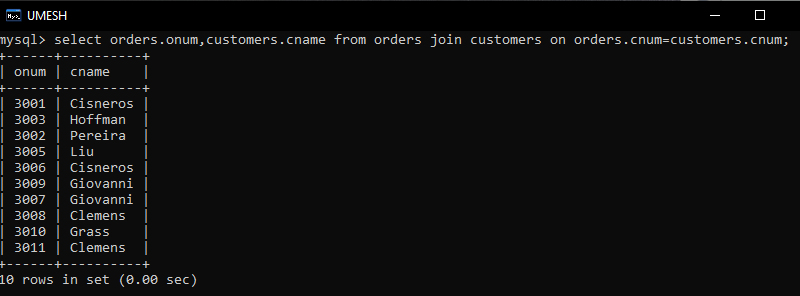 UMESH
mysql> select orders.onum,customers.cname from orders join customers on orders.cnum=customers.cnum;
+------+----------+
| onum | cname    |
+------+----------+
| 3001 | Cisneros |
| 3003 | Hoffman  |
| 3002 | Pereira  |
| 3005 | Liu      |
| 3006 | Cisneros |
| 3009 | Giovanni |
| 3007 | Giovanni |
| 3008 | Clemens  |
| 3010 | Grass    |
| 3011 | Clemens  |
+------+----------+
10 rows in set (0.00 sec)